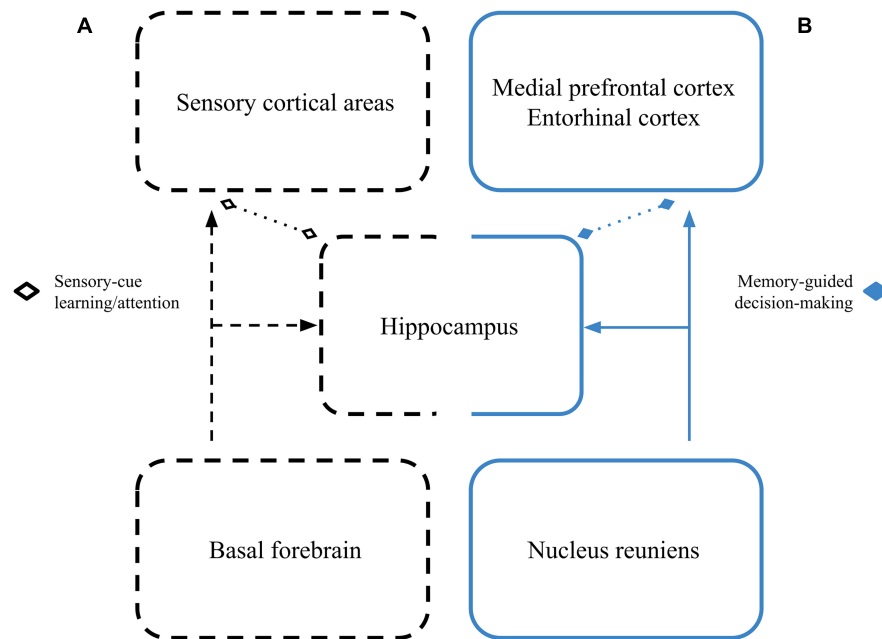 A
B
Sensory cortical areas
Medial prefrontal cortex
Entorhinal cortex
Sensory-cue
learning/attention
Memory-guided
decision-making
Hippocampus
Basal forebrain
Nucleus reuniens